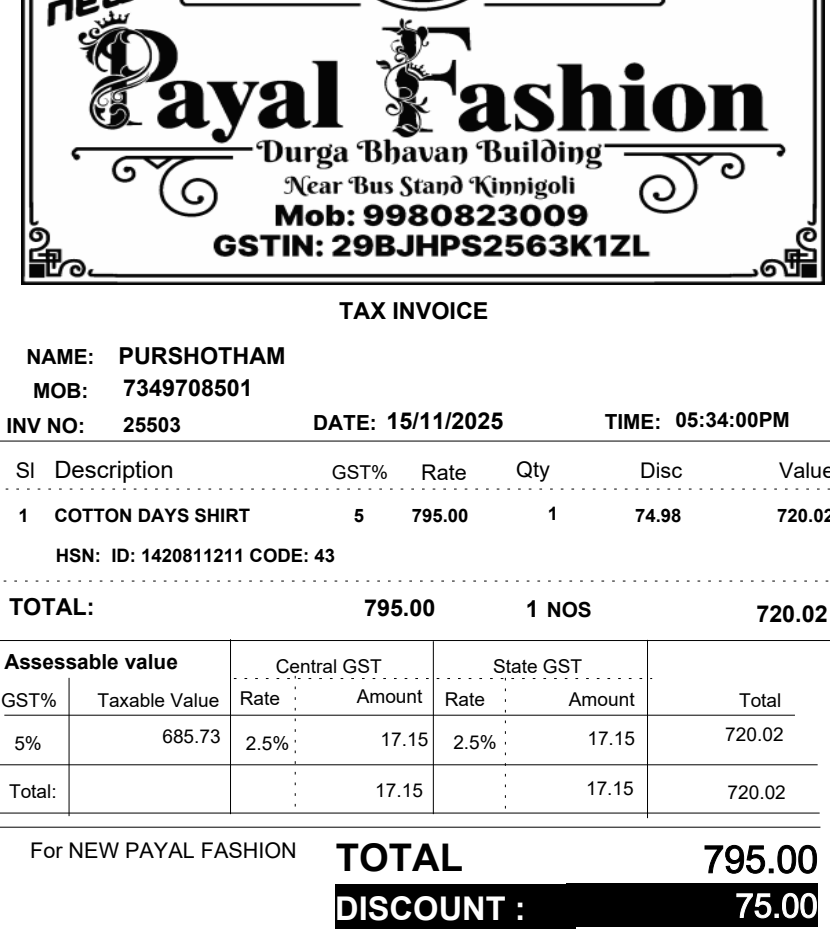 new
Payal Fashion
Durga Bhavan Building
Near Bus Stand Kinnigoli
Mob: 9980823009
GSTIN: 29BJHPS2563K1ZL
TAX INVOICE
NAME: PURSHOTHAM
MOB: 7349708501
INV NO: 25503 DATE: 15/11/2025 TIME: 05:34:00PM
Sl Description GST% Rate Qty Disc Value
1 COTTON DAYS SHIRT 5 795.00 1 74.98 720.02
HSN: ID: 1420811211 CODE: 43
TOTAL: 795.00 1 NOS 720.02
Assessable value Central GST State GST
GST% Taxable Value Rate Amount Rate Amount Total
5% 685.73 2.5% 17.15 2.5% 17.15 720.02
Total: 17.15 17.15 720.02
For NEW PAYAL FASHION TOTAL 795.00
DISCOUNT : 75.00